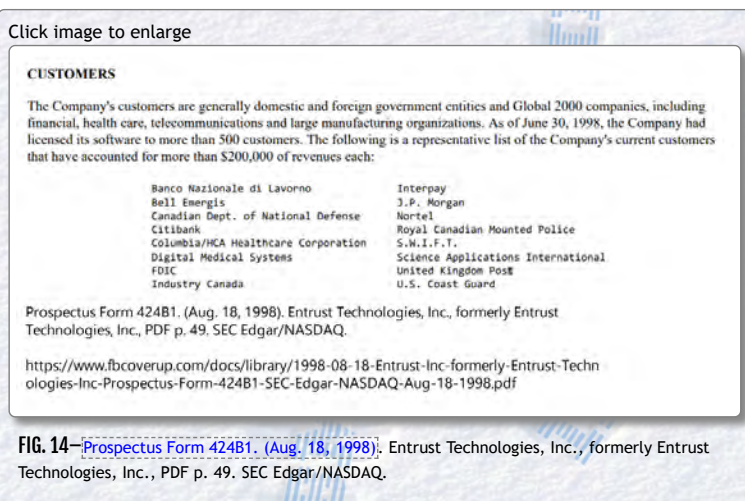 Click image to enlarge
CUSTOMERS
The Company's customers are generally domestic and foreign government entities and Global 2000 companies, including
financial, health care, telecommunications and large manufacturing organizations. As of June 30, 1998, the Company had
licensed its software to more than 500 customers. The following is a representative list of the Company's current customers
that have accounted for more than $200,000 of revenues each:
Banco Nazionale di Lavorno Interpay
Bell Emergis J.P. Morgan
Canadian Dept. of National Defense Nortel
Citibank Royal Canadian Mounted Police
Columbia/HCA Healthcare Corporation S.W.I.F.T.
Digital Medical Systems Science Applications International
FDIC United Kingdom Post
Industry Canada U.S. Coast Guard
Prospectus Form 424B1. (Aug. 18, 1998). Entrust Technologies, Inc., formerly Entrust
Technologies, Inc., PDF p. 49. SEC Edgar/NASDAQ.
https://www.fbcoverup.com/docs/library/1998-08-18-Entrust-Inc-formerly-Entrust-Techn
ologies-Inc-Prospectus-Form-424B1-SEC-Edgar-NASDAQ-Aug-18-1998.pdf
FIG. 14—Prospectus Form 424B1. (Aug. 18, 1998). Entrust Technologies, Inc., formerly Entrust
Technologies, Inc., PDF p. 49. SEC Edgar/NASDAQ.